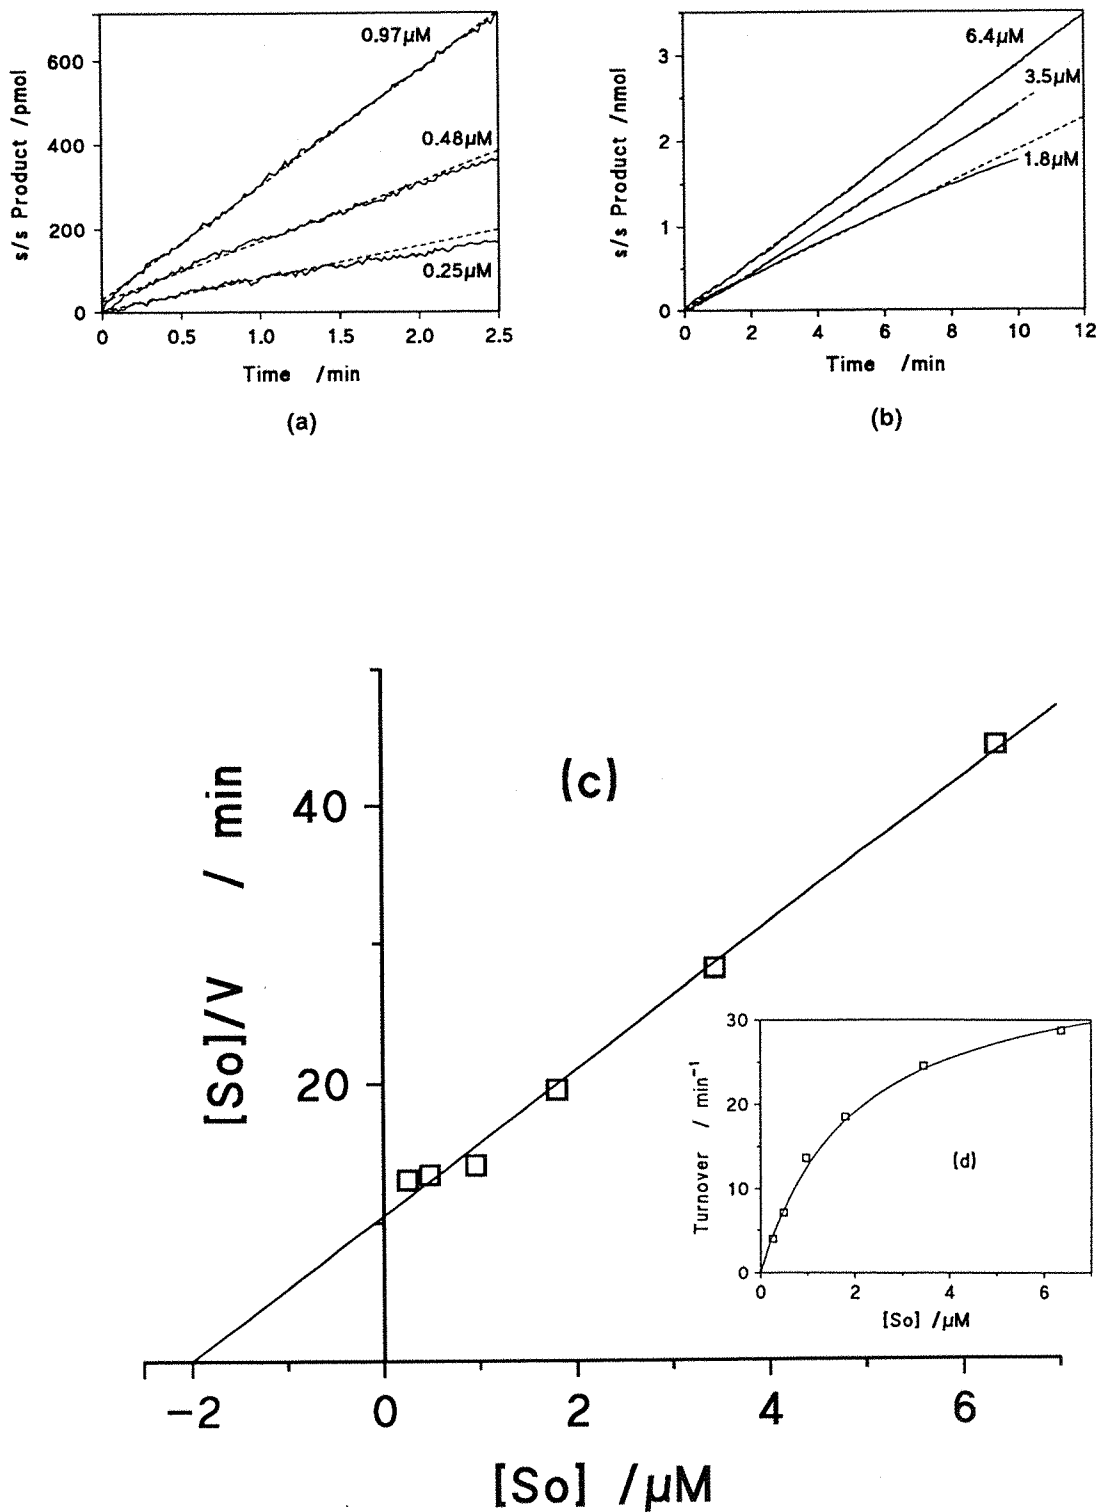 600
400
200
0
s/s Product /pmol
0.97µM
0.48µM
0.25µM
0 0.5 1.0 1.5 2.0 2.5
Time /min
(a)
3
2
1
0
s/s Product /nmol
6.4µM
3.5µM
1.8µM
0 2 4 6 8 10 12
Time /min
(b)
(c)
40
20
[So]/V / min
-2 0 2 4 6
[So] /µM
30
20
10
0
Turnover / min⁻¹
(d)
0 2 4 6
[So] /µM